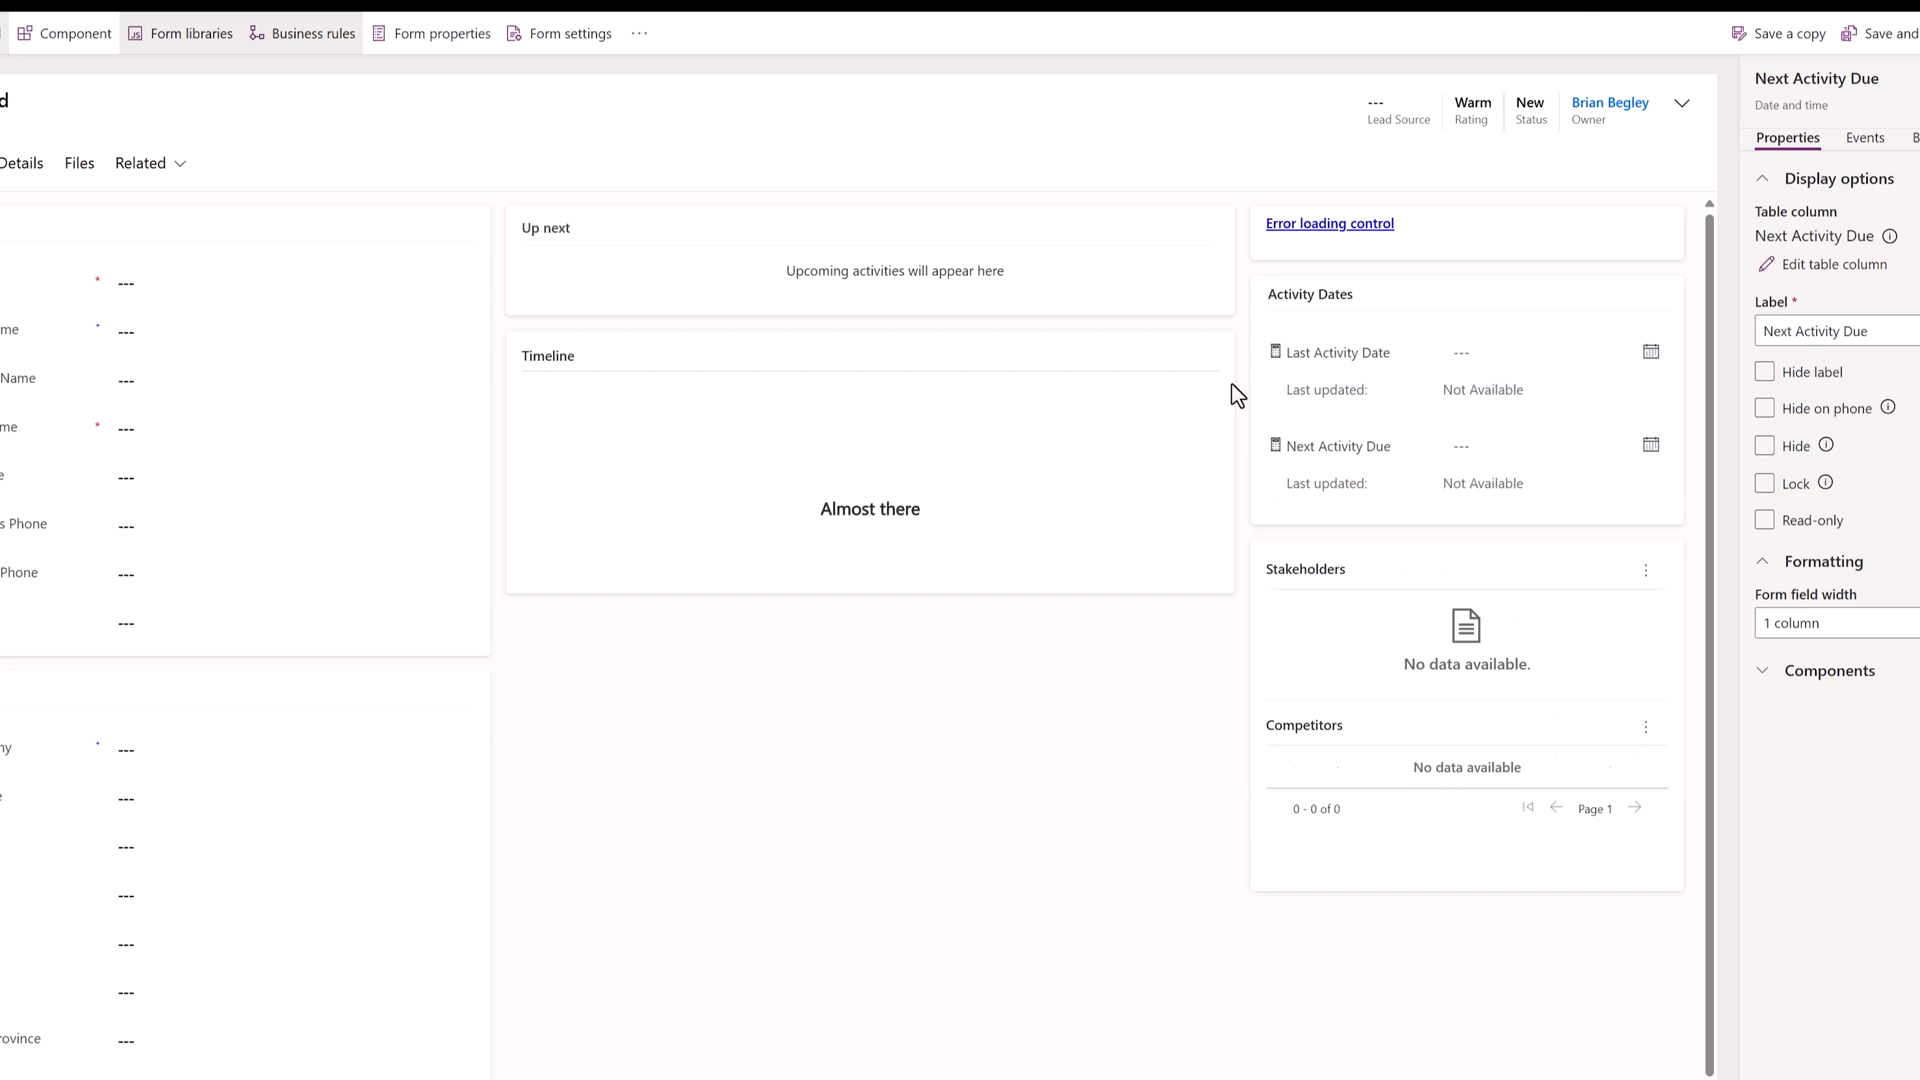 Component
Form libraries
Business rules
Form properties
Form settings
...
Save a copy
Save and
d
---
Lead Source
Warm
Rating
New
Status
Brian Begley
Owner
Details
Files
Related
* ---
me
+ ---
Name
---
me
* ---
e
---
s Phone
---
Phone
---
---
ny
+ ---
e
---
---
---
---
---
rovince
---
Up next
Upcoming activities will appear here
Timeline
Almost there
Error loading control
Activity Dates
Last Activity Date
---
Last updated:
Not Available
Next Activity Due
---
Last updated:
Not Available
Stakeholders
No data available.
Competitors
No data available
0 - 0 of 0
Page 1
Next Activity Due
Date and time
Properties
Events
B
Display options
Table column
Next Activity Due
Edit table column
Label *
Next Activity Due
Hide label
Hide on phone
Hide
Lock
Read-only
Formatting
Form field width
1 column
Components